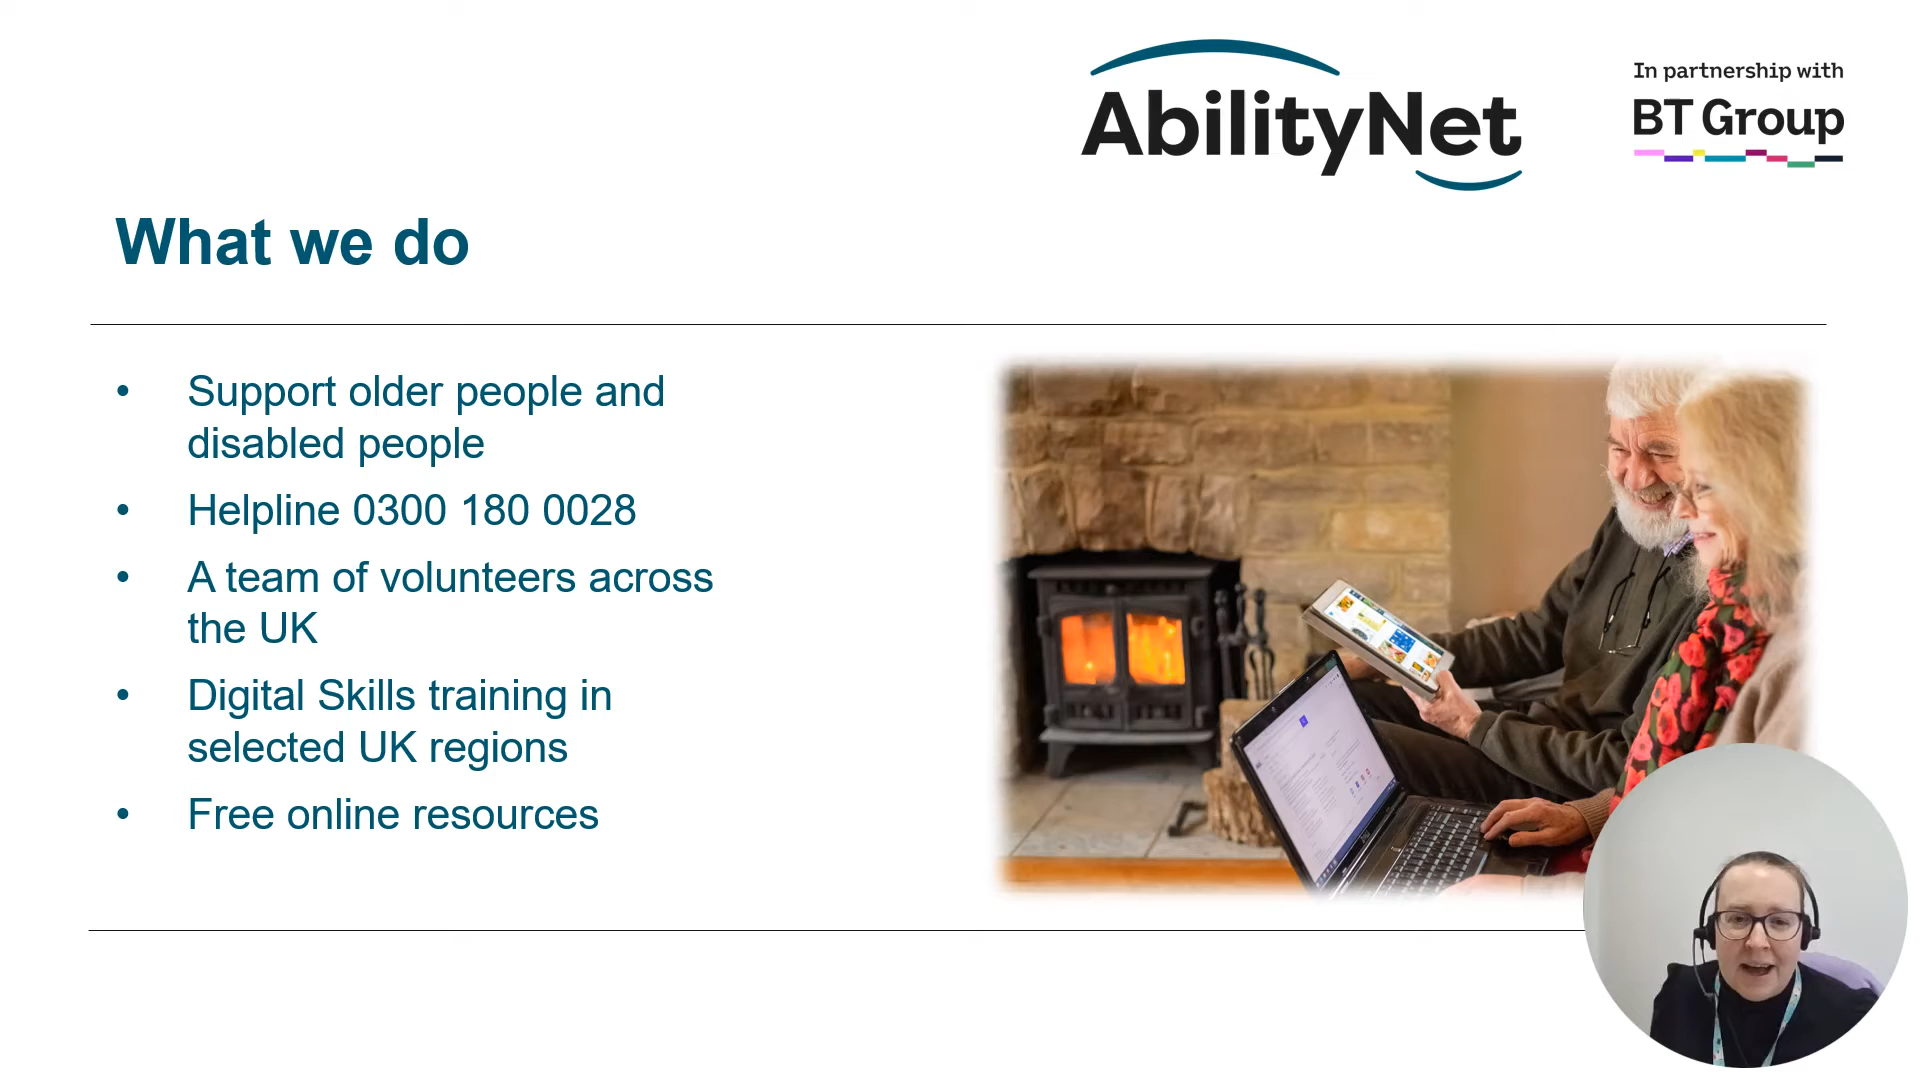 AbilityNet
In partnership with
BT Group
What we do
• Support older people and
disabled people
• Helpline 0300 180 0028
• A team of volunteers across
the UK
• Digital Skills training in
selected UK regions
• Free online resources